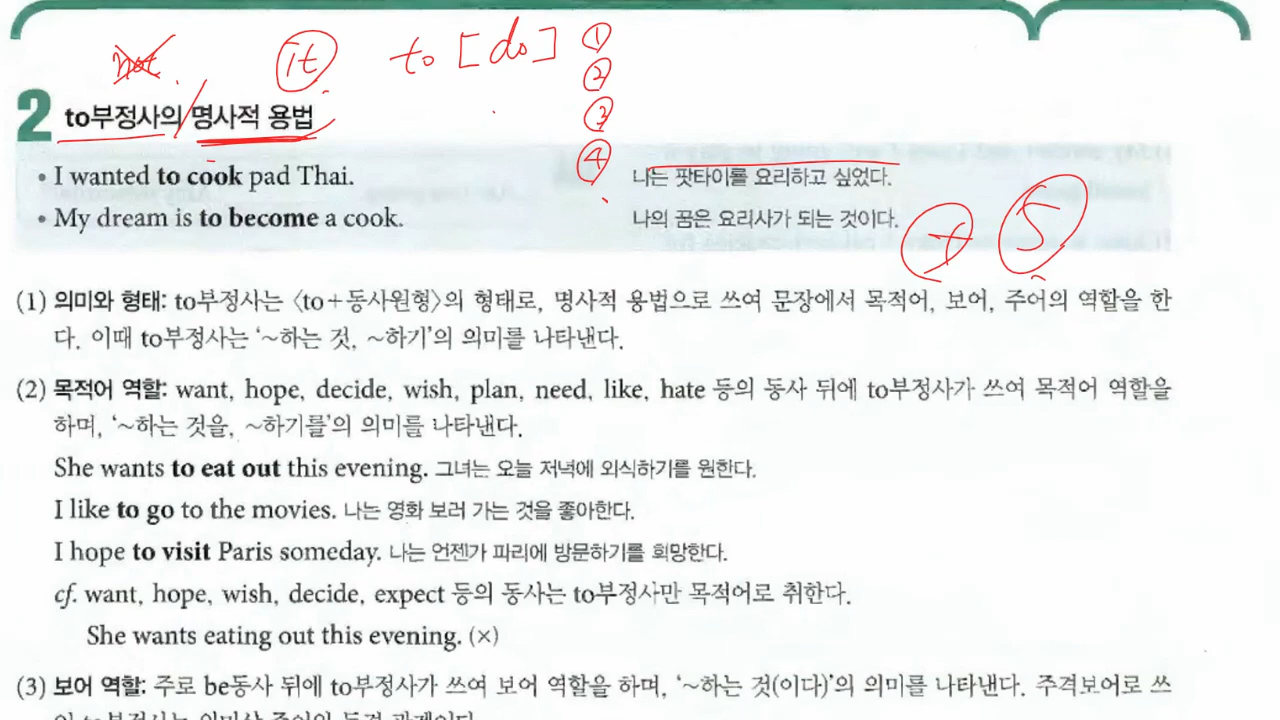 it to [do] ①
②
③
④
2 to부정사의 명사적 용법
• I wanted to cook pad Thai. 나는 팟타이를 요리하고 싶었다.
• My dream is to become a cook. 나의 꿈은 요리사가 되는 것이다.
5
(1) 의미와 형태: to부정사는 〈to+동사원형〉의 형태로, 명사적 용법으로 쓰여 문장에서 목적어, 보어, 주어의 역할을 한
다. 이때 to부정사는 ‘~하는 것, ~하기’의 의미를 나타낸다.
(2) 목적어 역할: want, hope, decide, wish, plan, need, like, hate 등의 동사 뒤에 to부정사가 쓰여 목적어 역할을
하며, ‘~하는 것을, ~하기를’의 의미를 나타낸다.
She wants to eat out this evening. 그녀는 오늘 저녁에 외식하기를 원한다.
I like to go to the movies. 나는 영화 보러 가는 것을 좋아한다.
I hope to visit Paris someday. 나는 언젠가 파리에 방문하기를 희망한다.
cf. want, hope, wish, decide, expect 등의 동사는 to부정사만 목적어로 취한다.
She wants eating out this evening. (×)
(3) 보어 역할: 주로 be동사 뒤에 to부정사가 쓰여 보어 역할을 하며, ‘~하는 것(이다)’의 의미를 나타낸다. 주격보어로 쓰